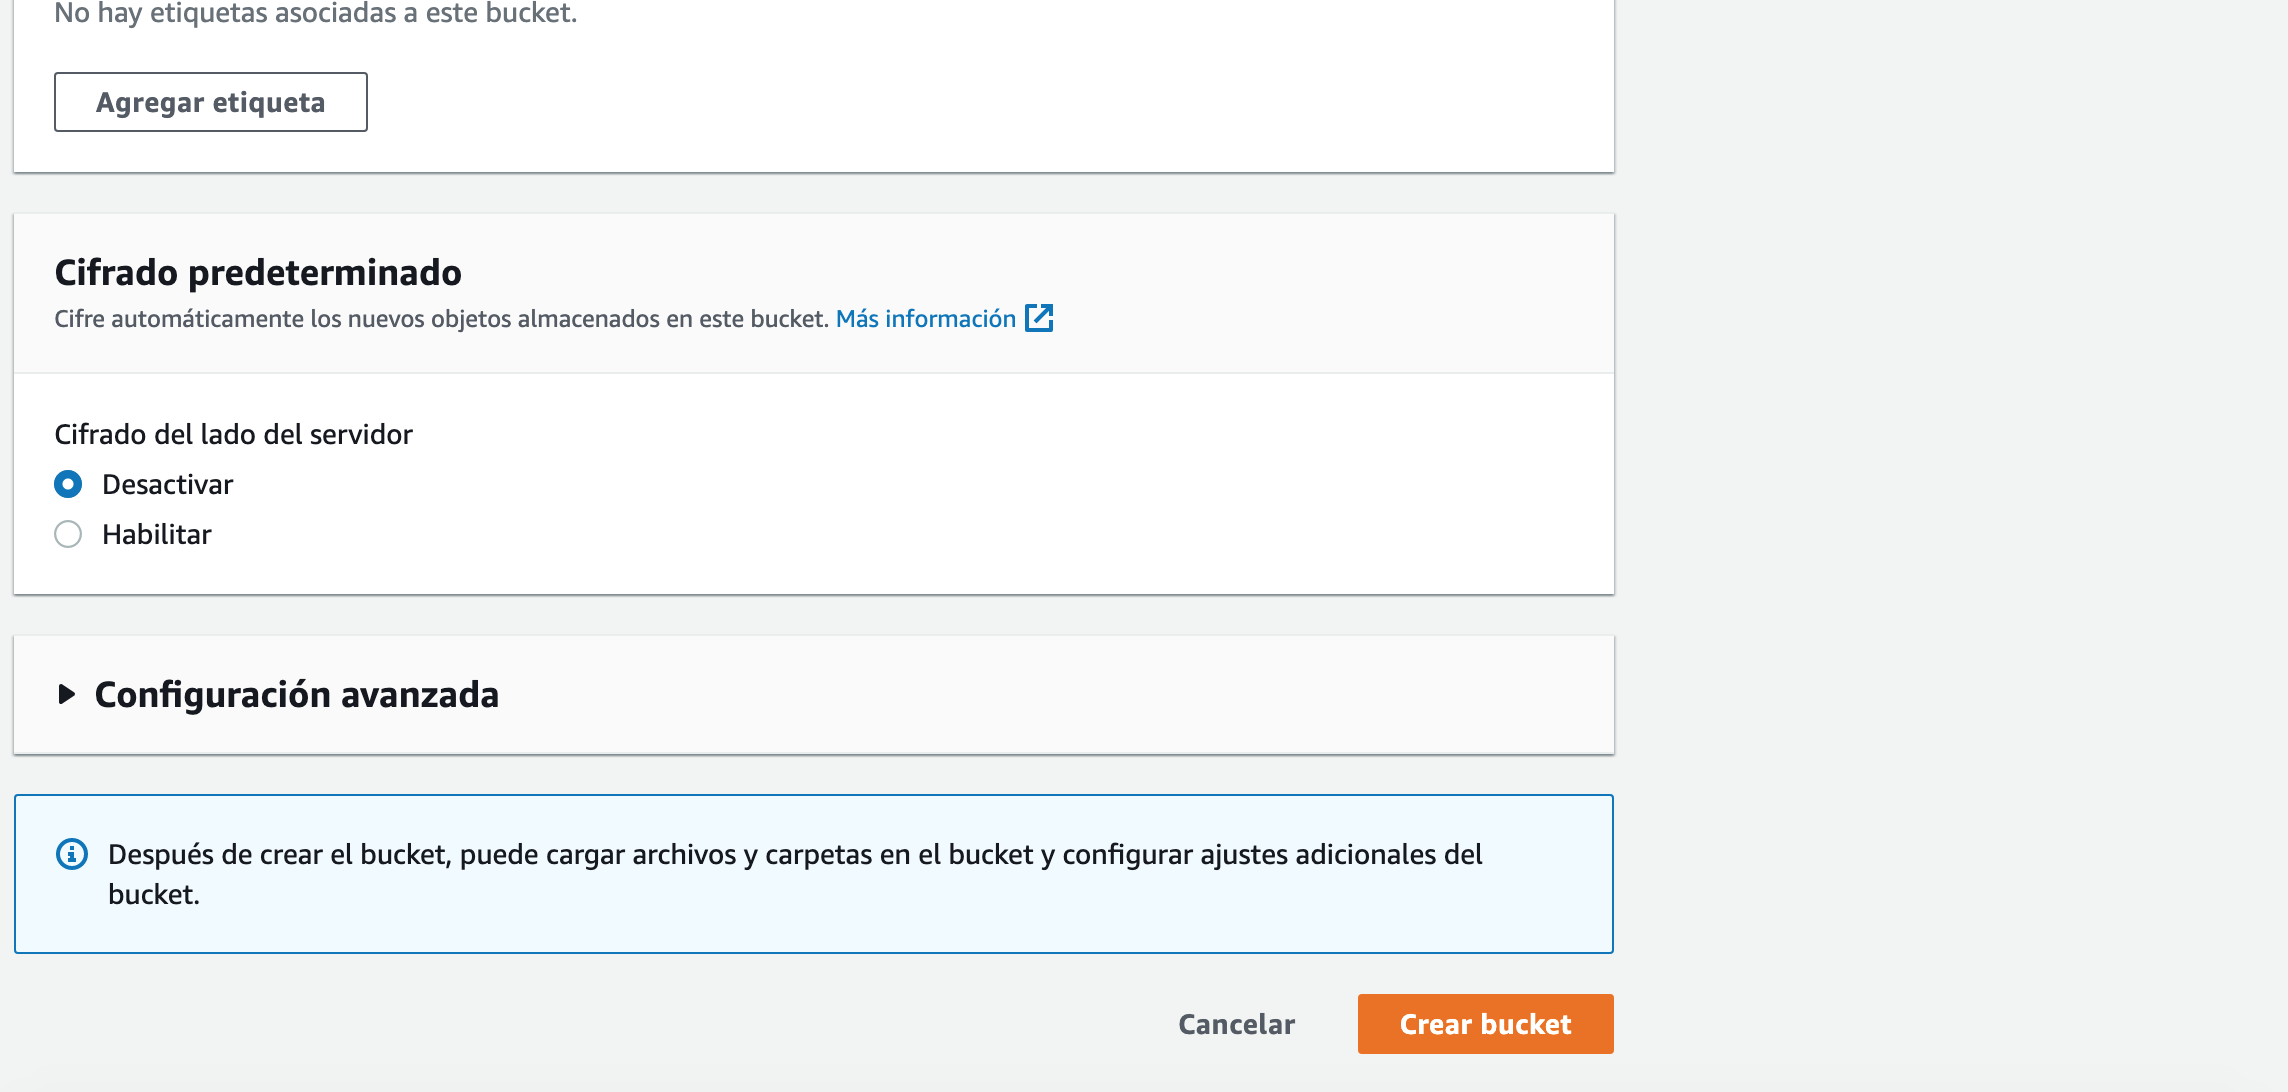 No hay etiquetas asociadas a este bucket.
Agregar etiqueta
Cifrado predeterminado
Cifre automáticamente los nuevos objetos almacenados en este bucket. Más información
Cifrado del lado del servidor
Desactivar
Habilitar
Configuración avanzada
Después de crear el bucket, puede cargar archivos y carpetas en el bucket y configurar ajustes adicionales del
bucket.
Cancelar
Crear bucket